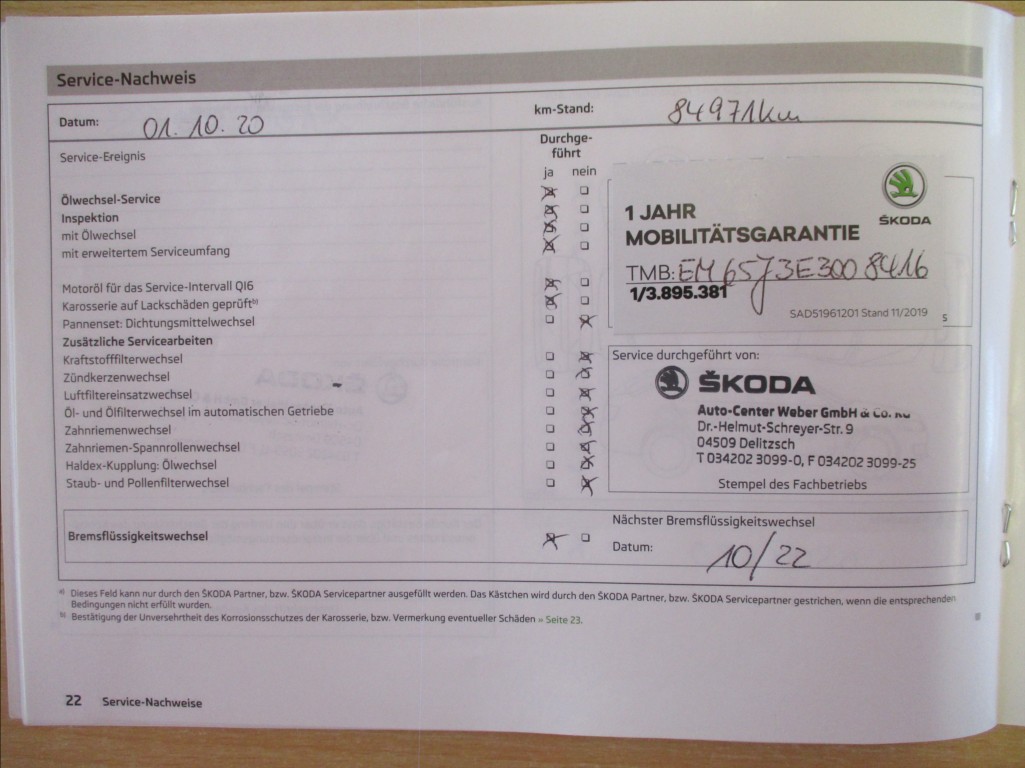 Service-Nachweis
Datum: 01.10.20 km-Stand: 84971km
Service-Ereignis
Durchge-
führt
ja nein
Ölwechsel-Service
Inspektion
mit Ölwechsel
mit erweitertem Serviceumfang
Motoröl für das Service-Intervall QI6
Karosserie auf Lackschäden geprüft b)
Pannenset: Dichtungsmittelwechsel
Zusätzliche Servicearbeiten
Kraftstofffilterwechsel
Zündkerzenwechsel
Luftfiltereinsatzwechsel
Öl- und Ölfilterwechsel im automatischen Getriebe
Zahnriemenwechsel
Zahnriemen-Spannrollenwechsel
Haldex-Kupplung: Ölwechsel
Staub- und Pollenfilterwechsel
ŠKODA
1 JAHR
MOBILITÄTSGARANTIE
TMB: EM6573E3008416
1/3.895.381
SAD51961201 Stand 11/2019
s
Service durchgeführt von:
ŠKODA
Auto-Center Weber GmbH & Co. KG
Dr.-Helmut-Schreyer-Str. 9
04509 Delitzsch
T 034202 3099-0, F 034202 3099-25
Stempel des Fachbetriebs
Bremsflüssigkeitswechsel
Nächster Bremsflüssigkeitswechsel
Datum: 10/22
a) Dieses Feld kann nur durch den ŠKODA Partner, bzw. ŠKODA Servicepartner ausgefüllt werden. Das Kästchen wird durch den ŠKODA Partner, bzw. ŠKODA Servicepartner gestrichen, wenn die entsprechenden
Bedingungen nicht erfüllt wurden.
b) Bestätigung der Unversehrtheit des Korrosionsschutzes der Karosserie, bzw. Vermerkung eventueller Schäden » Seite 23.
22 Service-Nachweise